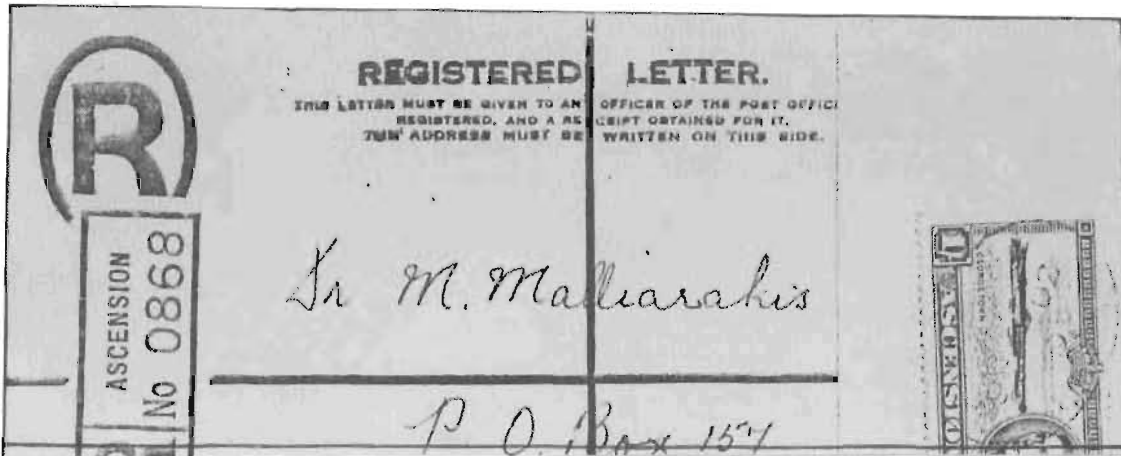 REGISTERED LETTER.
THIS LETTER MUST BE GIVEN TO AN OFFICER OF THE POST OFFICE
REGISTERED, AND A RECEIPT OBTAINED FOR IT.
THE ADDRESS MUST BE WRITTEN ON THIS SIDE.
R
ASCENSION
No 0868
Dr M. Malliarakis
P. O. Box 157
ASCENSION